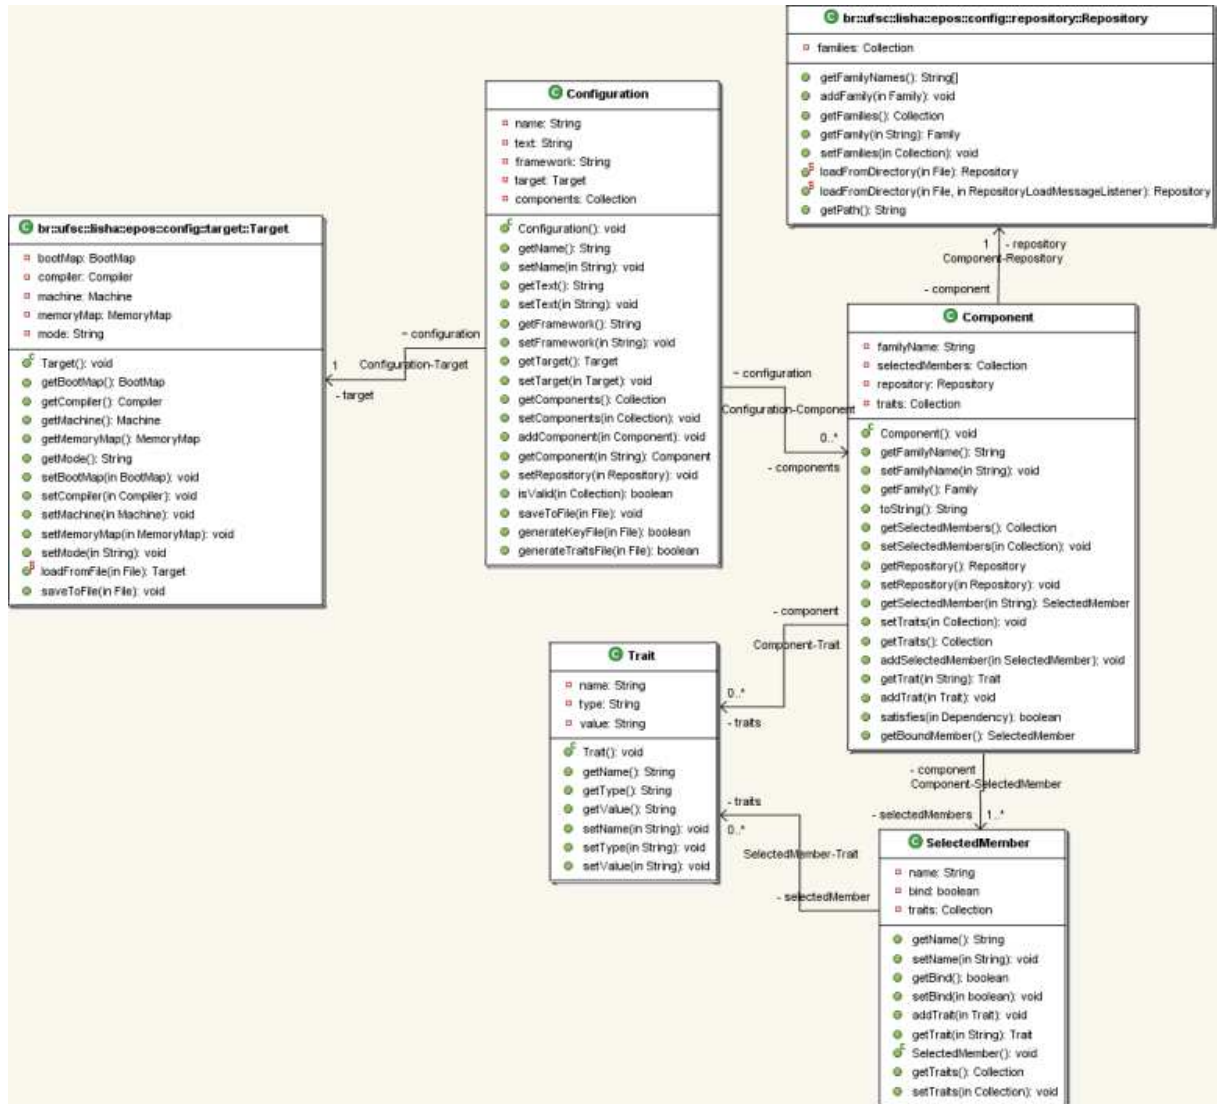 br::ufsc::lisha::epos::config::repository::Repository
families: Collection
getFamilyNames(): String[]
addFamily(in Family): void
getFamilies(): Collection
getFamily(in String): Family
setFamilies(in Collection): void
loadFromDirectory(in File): Repository
loadFromDirectory(in File, in RepositoryLoadMessageListener): Repository
getPath(): String
Configuration
name: String
text: String
framework: String
target: Target
components: Collection
Configuration(): void
getName(): String
setName(in String): void
getText(): String
setText(in String): void
getFramework(): String
setFramework(in String): void
getTarget(): Target
setTarget(in Target): void
getComponents(): Collection
setComponents(in Collection): void
addComponent(in Component): void
getComponent(in String): Component
setRepository(in Repository): void
isValid(in Collection): boolean
saveToFile(in File): void
generateKeyFile(in File): boolean
generateTraitsFile(in File): boolean
br::ufsc::lisha::epos::config::target::Target
bootMap: BootMap
compiler: Compiler
machine: Machine
memoryMap: MemoryMap
mode: String
Target(): void
getBootMap(): BootMap
getCompiler(): Compiler
getMachine(): Machine
getMemoryMap(): MemoryMap
getMode(): String
setBootMap(in BootMap): void
setCompiler(in Compiler): void
setMachine(in Machine): void
setMemoryMap(in MemoryMap): void
setMode(in String): void
loadFromFile(in File): Target
saveToFile(in File): void
~ configuration
1 Configuration-Target
- target
1 - repository
Component-Repository
- component
~ configuration
Configuration-Component
0..*
- components
Component
familyName: String
selectedMembers: Collection
repository: Repository
traits: Collection
Component(): void
getFamilyName(): String
setFamilyName(in String): void
getFamily(): Family
toString(): String
getSelectedMembers(): Collection
setSelectedMembers(in Collection): void
getRepository(): Repository
setRepository(in Repository): void
getSelectedMember(in String): SelectedMember
setTraits(in Collection): void
getTraits(): Collection
addSelectedMember(in SelectedMember): void
getTrait(in String): Trait
addTrait(in Trait): void
satisfies(in Dependency): boolean
getBoundMember(): SelectedMember
- component
Component-Trait
0..*
- traits
Trait
name: String
type: String
value: String
Trait(): void
getName(): String
getType(): String
getValue(): String
setName(in String): void
setType(in String): void
setValue(in String): void
- component
Component-SelectedMember
- selectedMembers 1..*
- traits
0..*
SelectedMember-Trait
- selectedMember
SelectedMember
name: String
bind: boolean
traits: Collection
getName(): String
setName(in String): void
getBind(): boolean
setBind(in boolean): void
addTrait(in Trait): void
getTrait(in String): Trait
SelectedMember(): void
getTraits(): Collection
setTraits(in Collection): void